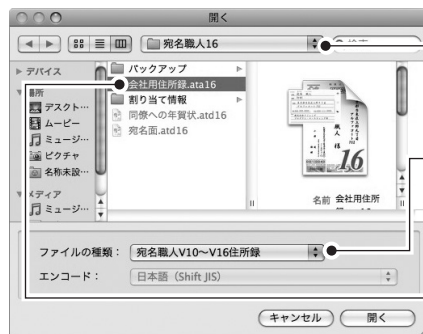 開く
宛名職人16
デバイス
バックアップ
会社用住所録.ata16
割り当て情報
同僚への年賀状.atd16
宛名面.atd16
デスクト…
ムービー
ミュージ…
ピクチャ
名称未設…
メディア
ミュージ…
職人 様
16
名前 会社用住所
ファイルの種類： 宛名職人V10〜V16住所録
エンコード： 日本語（Shift JIS）
キャンセル 開く